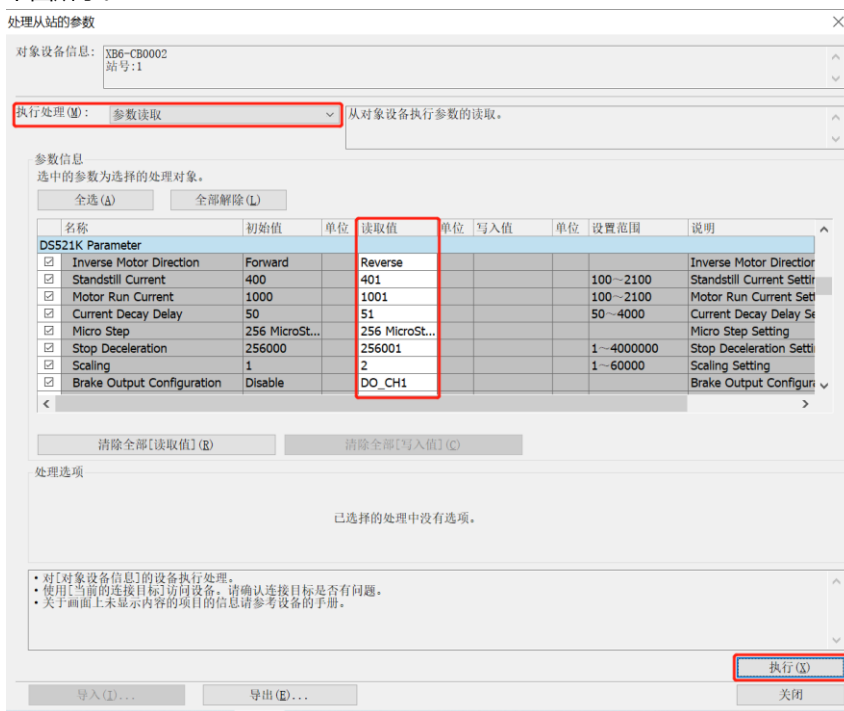 处理从站的参数
对象设备信息: XB6-CB0002
站号:1
执行处理(M): 参数读取
从对象设备执行参数的读取。
参数信息
选中的参数为选择的处理对象。
全选(A) 全部解除(L)
名称 初始值 单位 读取值 单位 写入值 单位 设置范围 说明
DS521K Parameter
Inverse Motor Direction Forward Reverse Inverse Motor Direction
Standstill Current 400 401 100～2100 Standstill Current Settin
Motor Run Current 1000 1001 100～2100 Motor Run Current Sett
Current Decay Delay 50 51 50～4000 Current Decay Delay Se
Micro Step 256 MicroSt... 256 MicroSt... Micro Step Setting
Stop Deceleration 256000 256001 1～4000000 Stop Deceleration Setti
Scaling 1 2 1～60000 Scaling Setting
Brake Output Configuration Disable DO_CH1 Brake Output Configura
清除全部[读取值](R) 清除全部[写入值](C)
处理选项
已选择的处理中没有选项。
•对[对象设备信息]的设备执行处理。
•使用[当前的连接目标]访问设备。请确认连接目标是否有问题。
•关于画面上未显示内容的项目的信息请参考设备的手册。
执行(X)
导入(I)... 导出(E)... 关闭